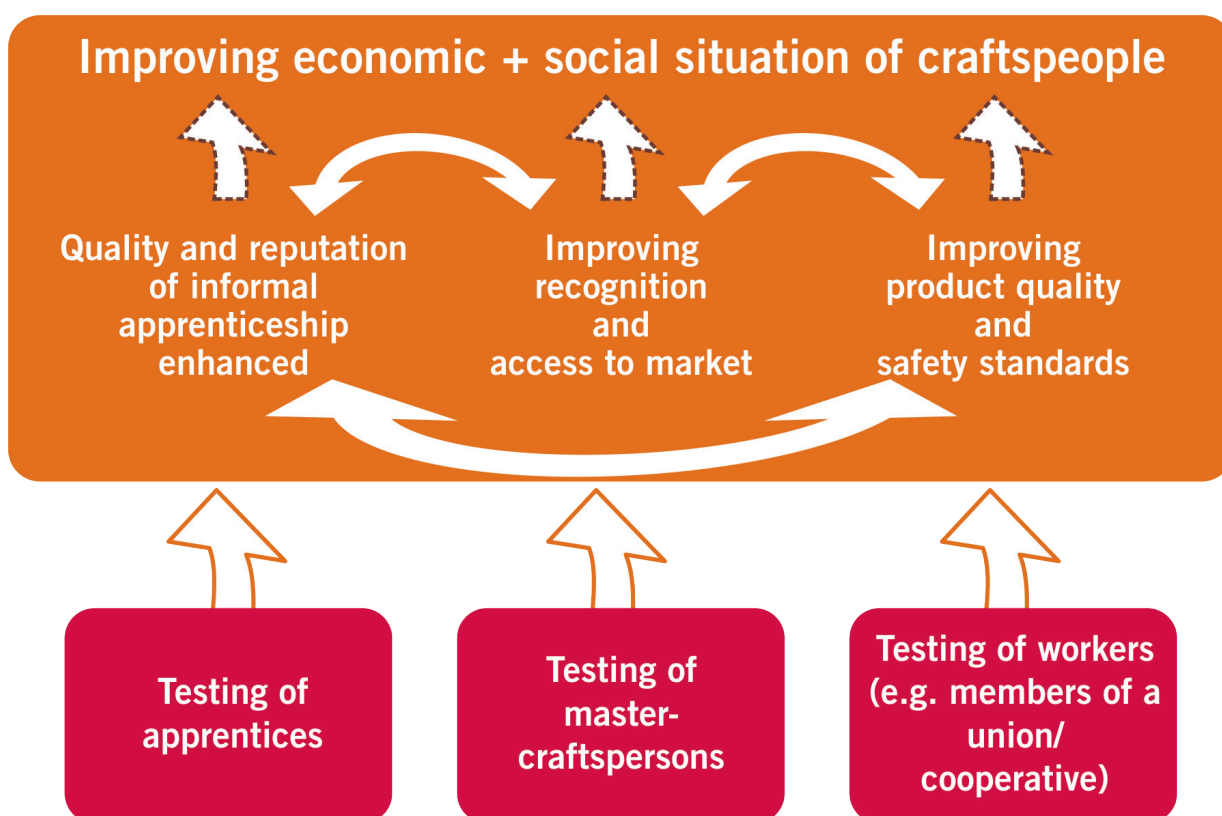 Improving economic + social situation of craftspeople
Quality and reputation
of informal
apprenticeship
enhanced
Improving
recognition
and
access to market
Improving
product quality
and
safety standards
Testing of
apprentices
Testing of
master-
craftspersons
Testing of workers
(e.g. members of a
union/
cooperative)